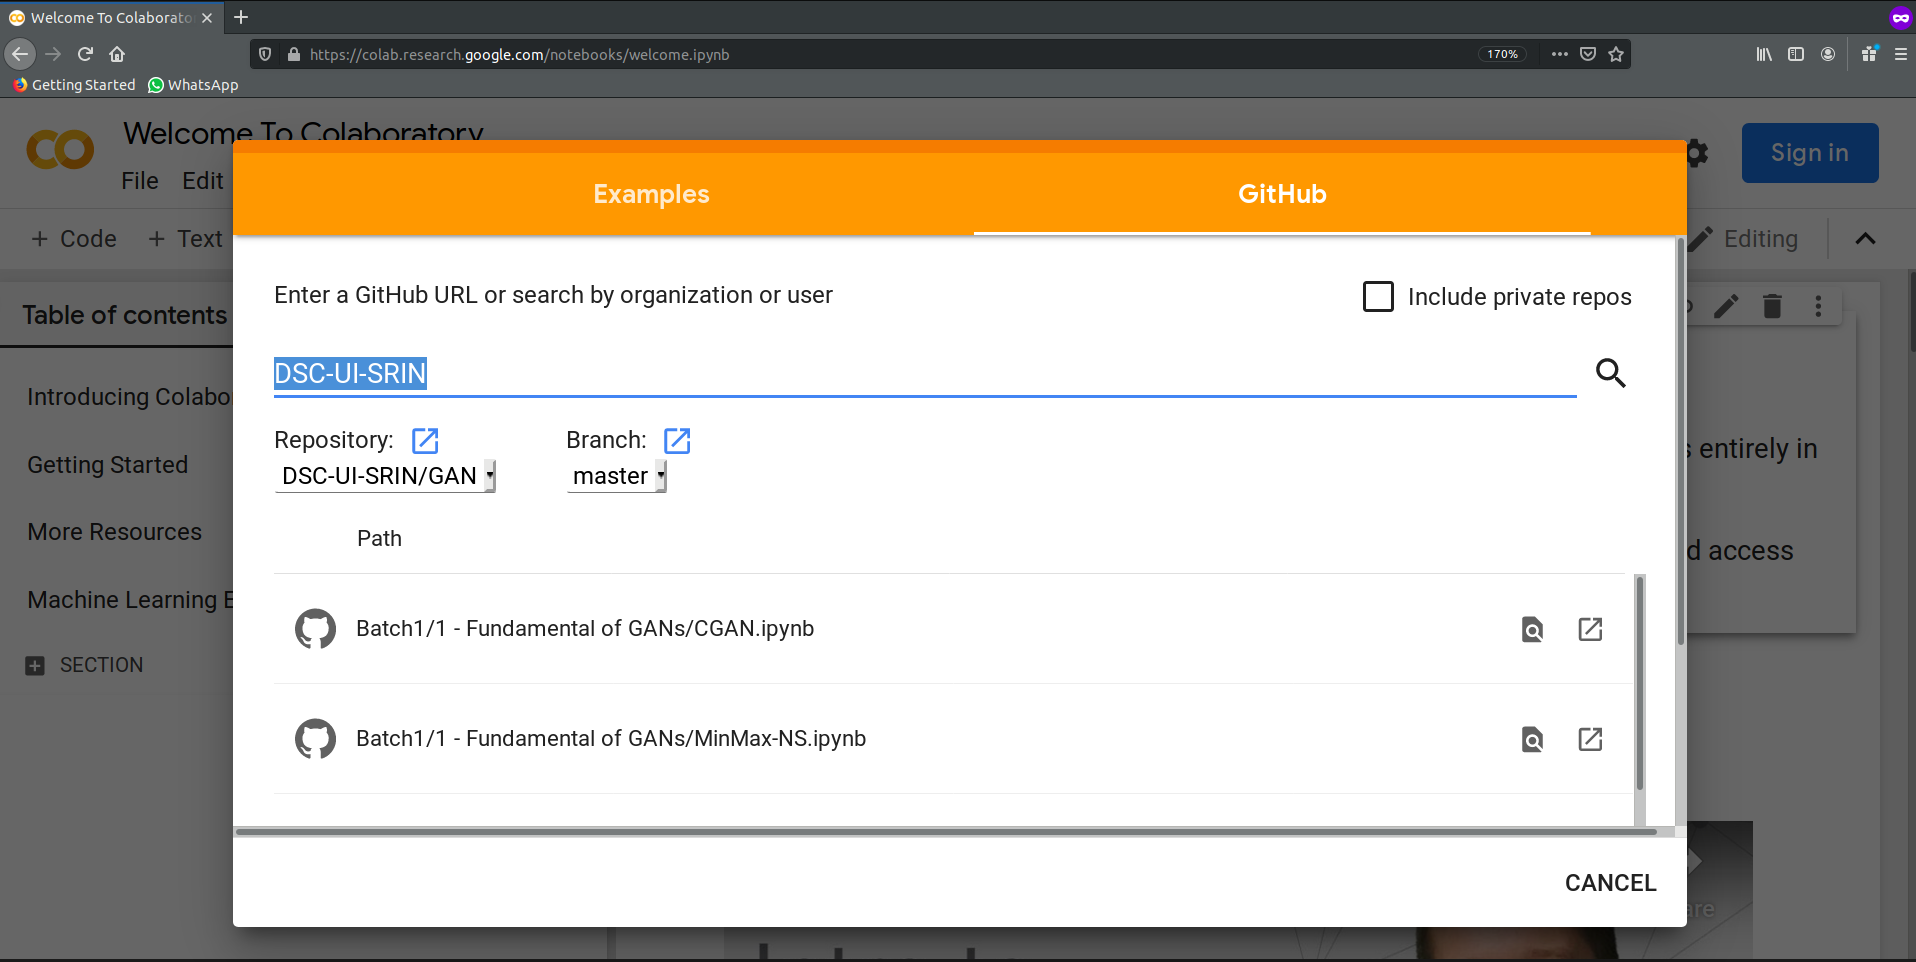 Welcome To Colaborato
https://colab.research.google.com/notebooks/welcome.ipynb
170%
Getting Started
WhatsApp
Welcome To Colaboratory
File Edit
Sign in
Examples
GitHub
+ Code + Text
Editing
Enter a GitHub URL or search by organization or user
Include private repos
Table of contents
DSC-UI-SRIN
Introducing Colabo
Repository:
Branch:
s entirely in
Getting Started
DSC-UI-SRIN/GAN
master
More Resources
Path
d access
Machine Learning E
Batch1/1 - Fundamental of GANs/CGAN.ipynb
SECTION
Batch1/1 - Fundamental of GANs/MinMax-NS.ipynb
CANCEL
are